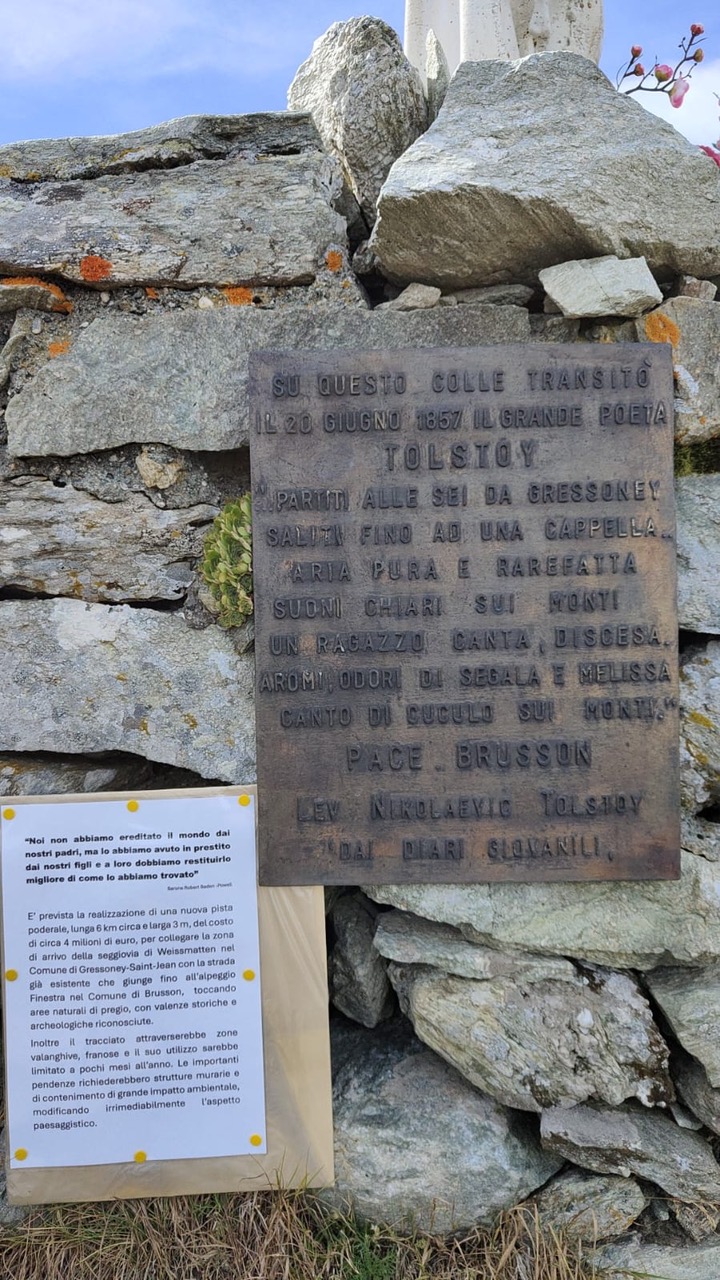 SU QUESTO COLLE TRANSITÒ
IL 20 GIUGNO 1857 IL GRANDE POETA
TOLSTOY
"..PARTITI ALLE SEI DA GRESSONEY
SALITI FINO AD UNA CAPPELLA..
ARIA PURA E RAREFATTA
SUONI CHIARI SUI MONTI
UN RAGAZZO CANTA, DISCESA.
AROMI, ODORI DI SEGALA E MELISSA
CANTO DI CUCULO SUI MONTI."
PACE BRUSSON
LEV NIKOLAEVIC TOLSTOY
"DAI DIARI GIOVANILI,
"Noi non abbiamo ereditato il mondo dai
nostri padri, ma lo abbiamo avuto in prestito
dai nostri figli e a loro dobbiamo restituirlo
migliore di come lo abbiamo trovato"
Robert Baden-Powell
E' prevista la realizzazione di una nuova pista
poderale, lunga 6 km circa e larga 3 m, del costo
di circa 4 milioni di euro, per collegare la zona
di arrivo della seggiovia di Weissmatten nel
Comune di Gressoney-Saint-Jean con la strada
già esistente che giunge fino all'alpeggio
Finestra nel Comune di Brusson, toccando
aree naturali di pregio, con valenze storiche e
archeologiche riconosciute.
Inoltre il tracciato attraverserebbe zone
valanghive, franose e il suo utilizzo sarebbe
limitato a pochi mesi all'anno. Le importanti
pendenze richiederebbero strutture murarie e
di contenimento di grande impatto ambientale,
modificando irrimediabilmente l'aspetto
paesaggistico.